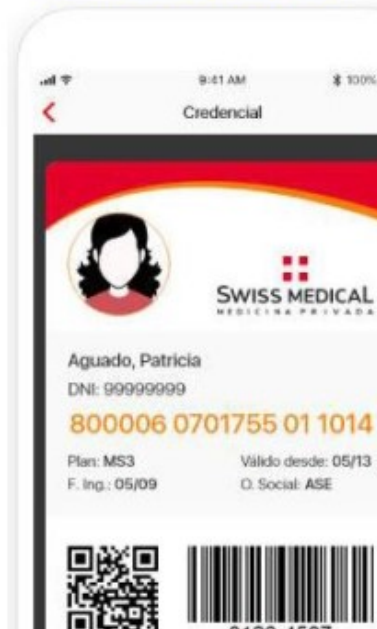 9:41 AM 100%
Credencial
SWISS MEDICAL
MEDICINA PRIVADA
Aguado, Patricia
DNI: 99999999
800006 0701755 01 1014
Plan: MS3 Válido desde: 05/13
F. Ing.: 05/09 O. Social: ASE